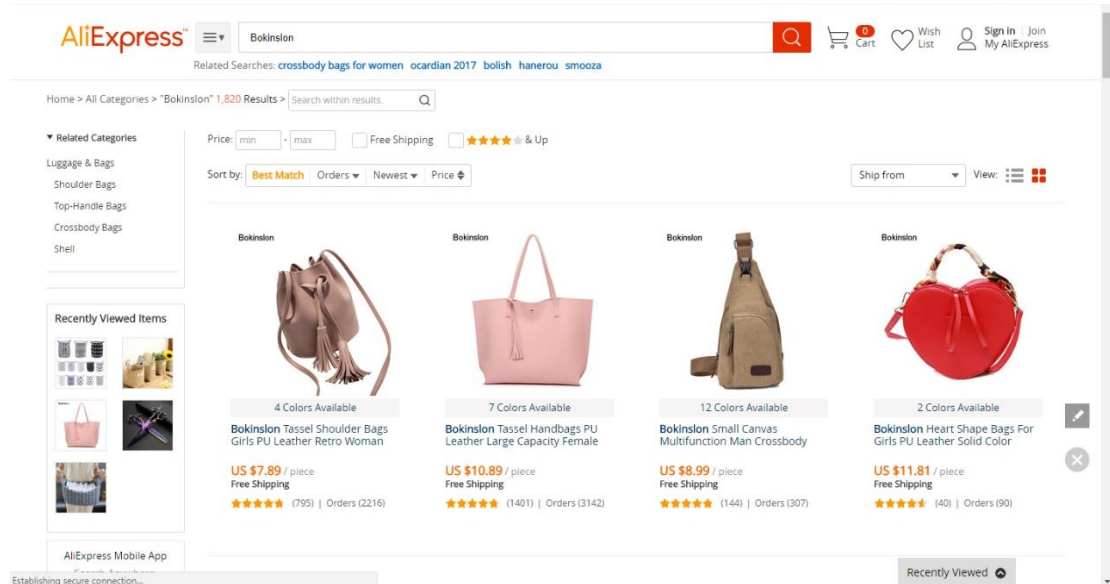 AliExpress™
Bokinslon
0
Cart
Wish
List
Sign in | Join
My AliExpress
Related Searches: crossbody bags for women ocardian 2017 bolish hanerou smooza
Home > All Categories > "Bokinslon" 1,820 Results > Search within results.
Related Categories
Luggage & Bags
Shoulder Bags
Top-Handle Bags
Crossbody Bags
Shell
Price: min - max Free Shipping & Up
Sort by: Best Match Orders Newest Price
Ship from View:
Bokinslon
Bokinslon
Bokinslon
Bokinslon
Recently Viewed Items
4 Colors Available
Bokinslon Tassel Shoulder Bags
Girls PU Leather Retro Woman
US $7.89 / piece
Free Shipping
(795) | Orders (2216)
7 Colors Available
Bokinslon Tassel Handbags PU
Leather Large Capacity Female
US $10.89 / piece
Free Shipping
(1401) | Orders (3142)
12 Colors Available
Bokinslon Small Canvas
Multifunction Man Crossbody
US $8.99 / piece
Free Shipping
(144) | Orders (307)
2 Colors Available
Bokinslon Heart Shape Bags For
Girls PU Leather Solid Color
US $11.81 / piece
Free Shipping
(40) | Orders (90)
AliExpress Mobile App
Establishing secure connection...
Recently Viewed